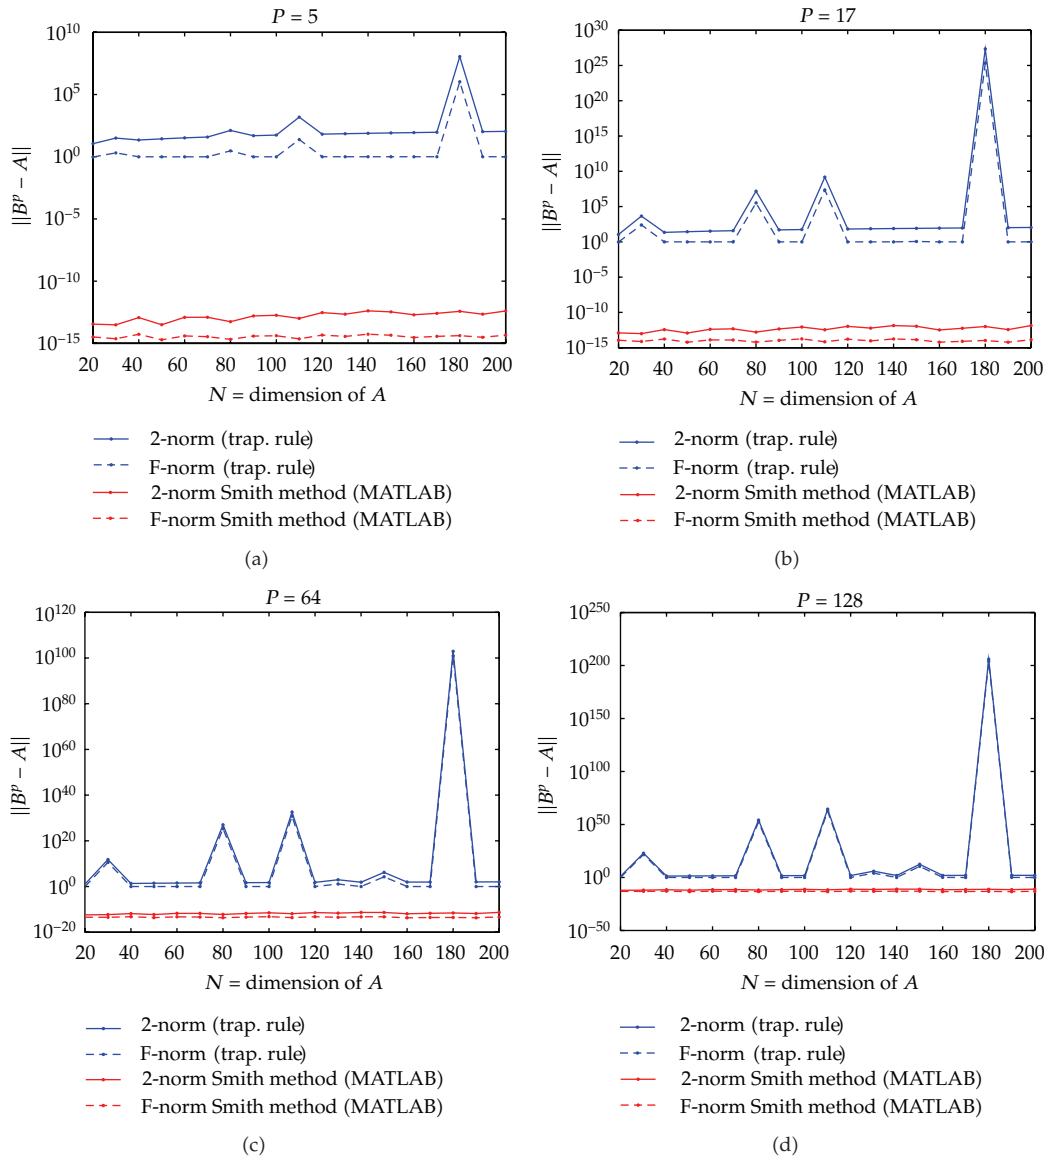 P = 5
10^10
10^5
10^0
10^−5
10^−10
10^−15
||B^p − A||
20 40 60 80 100 120 140 160 180 200
N = dimension of A
2-norm (trap. rule)
F-norm (trap. rule)
2-norm Smith method (MATLAB)
F-norm Smith method (MATLAB)
(a)
P = 17
10^30
10^25
10^20
10^15
10^10
10^5
10^0
10^−5
10^−10
10^−15
||B^p − A||
20 40 60 80 100 120 140 160 180 200
N = dimension of A
2-norm (trap. rule)
F-norm (trap. rule)
2-norm Smith method (MATLAB)
F-norm Smith method (MATLAB)
(b)
P = 64
10^120
10^100
10^80
10^60
10^40
10^20
10^0
10^−20
||B^p − A||
20 40 60 80 100 120 140 160 180 200
N = dimension of A
2-norm (trap. rule)
F-norm (trap. rule)
2-norm Smith method (MATLAB)
F-norm Smith method (MATLAB)
(c)
P = 128
10^250
10^200
10^150
10^100
10^50
10^0
10^−50
||B^p − A||
20 40 60 80 100 120 140 160 180 200
N = dimension of A
2-norm (trap. rule)
F-norm (trap. rule)
2-norm Smith method (MATLAB)
F-norm Smith method (MATLAB)
(d)